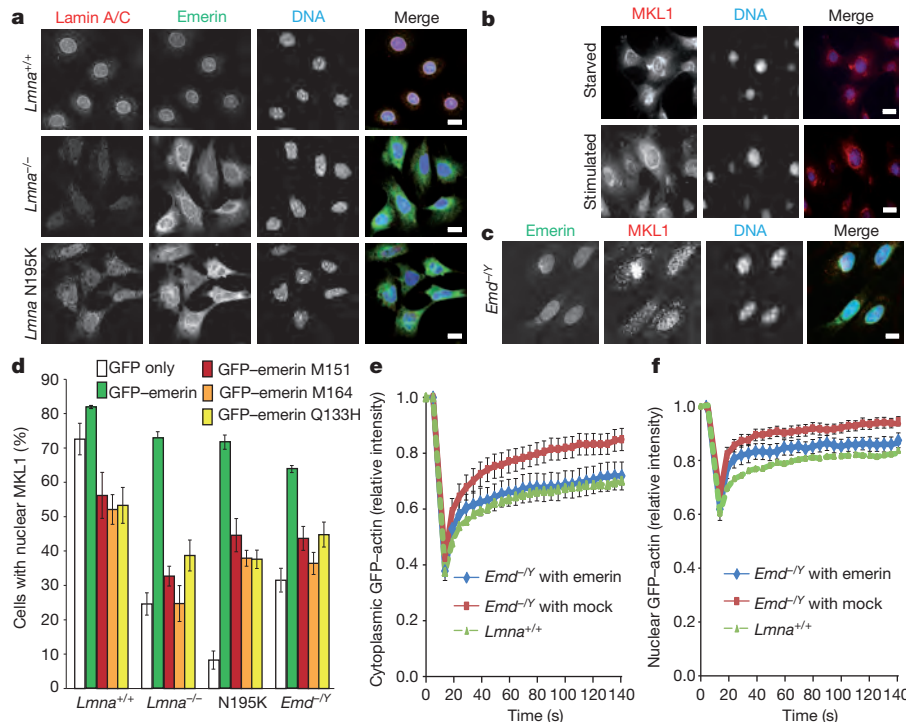 a
Lamin A/C Emerin DNA Merge
Lmna+/+
Lmna−/−
Lmna N195K
b
MKL1 DNA Merge
Starved
Stimulated
c
Emerin MKL1 DNA Merge
Emd−/Y
d
GFP only
GFP–emerin
GFP–emerin M151
GFP–emerin M164
GFP–emerin Q133H
Cells with nuclear MKL1 (%)
90
80
70
60
50
40
30
20
10
0
Lmna+/+ Lmna−/− N195K Emd−/Y
e
Cytoplasmic GFP–actin (relative intensity)
1.0
0.8
0.6
0.4
0.2
0.0
Emd−/Y with emerin
Emd−/Y with mock
Lmna+/+
0 20 40 60 80 100 120 140
Time (s)
f
Nuclear GFP–actin (relative intensity)
1.0
0.8
0.6
0.4
0.2
0.0
Emd−/Y with emerin
Emd−/Y with mock
Lmna+/+
0 20 40 60 80 100 120 140
Time (s)